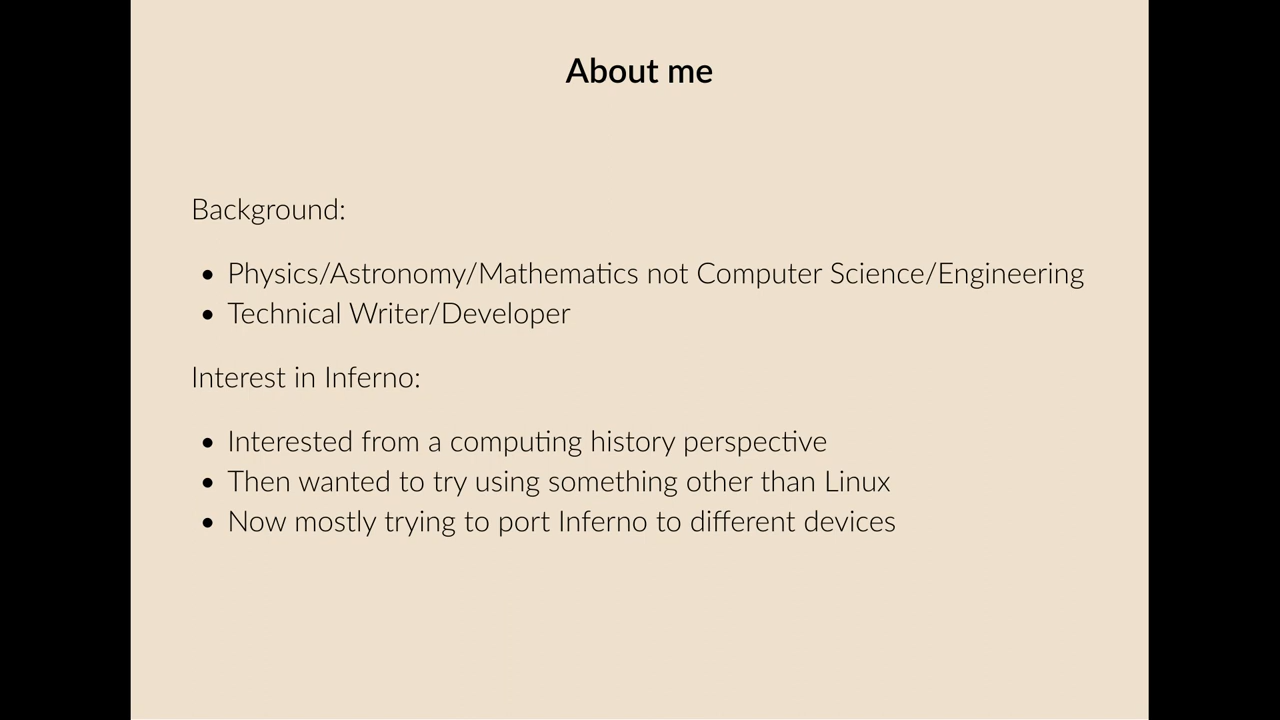 About me
Background:
• Physics/Astronomy/Mathematics not Computer Science/Engineering
• Technical Writer/Developer
Interest in Inferno:
• Interested from a computing history perspective
• Then wanted to try using something other than Linux
• Now mostly trying to port Inferno to different devices